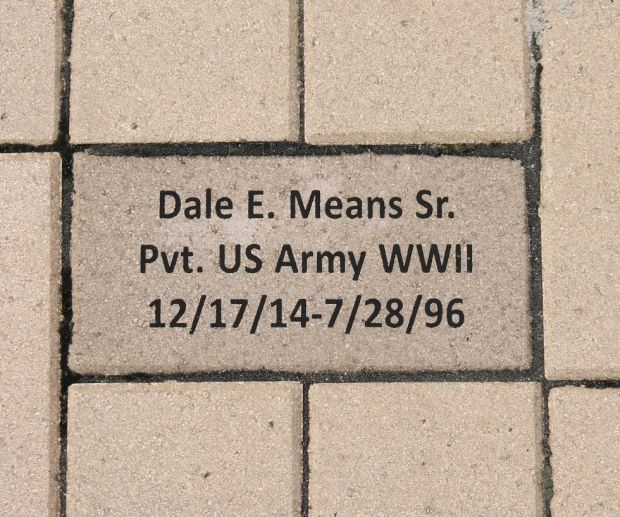 Dale E. Means Sr.
Pvt. US Army WWII
12/17/14-7/28/96